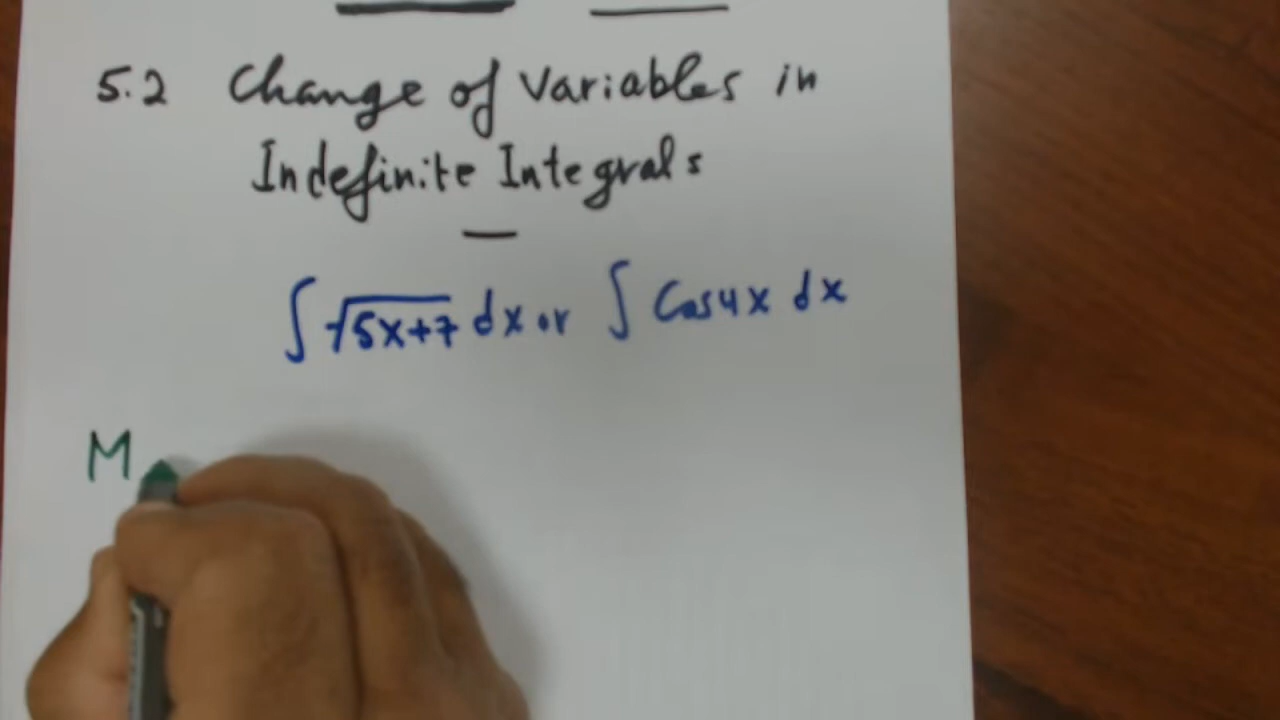 5.2 Change of Variables in
Indefinite Integrals
∫√5x+7 dx or ∫ Cos4x dx
M